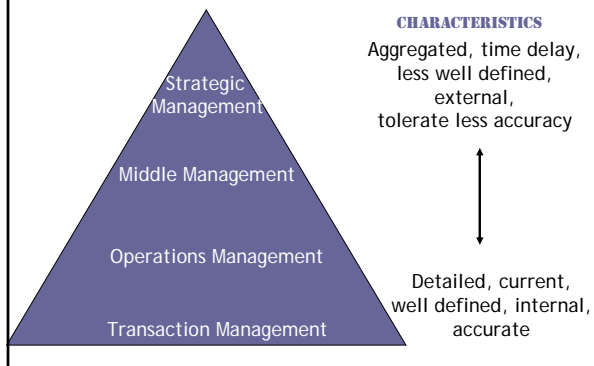 Strategic
Management
Middle Management
Operations Management
Transaction Management
CHARACTERISTICS
Aggregated, time delay,
less well defined,
external,
tolerate less accuracy
Detailed, current,
well defined, internal,
accurate